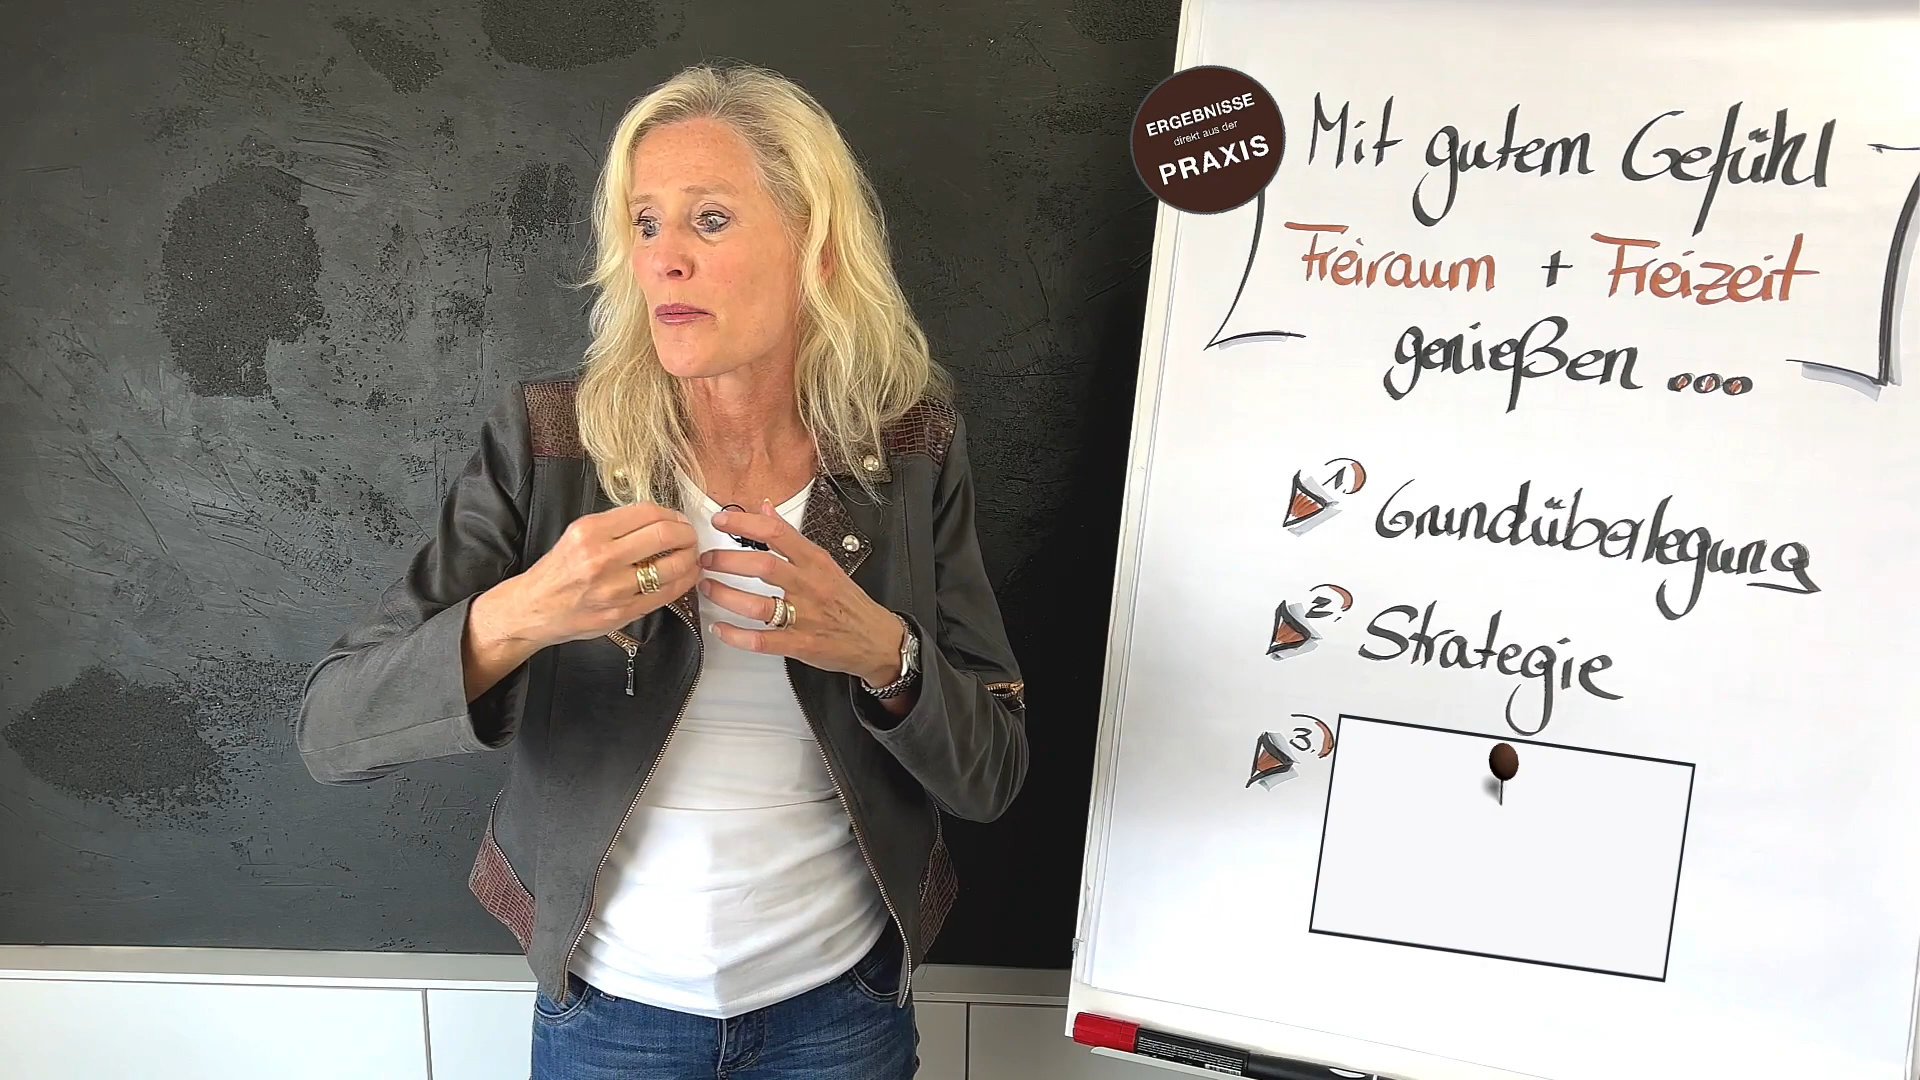 ERGEBNISSE
direkt aus der
PRAXIS
Mit gutem Gefühl
Freiraum + Freizeit
genießen ...
1. Grundüberlegung
2. Strategie
3.